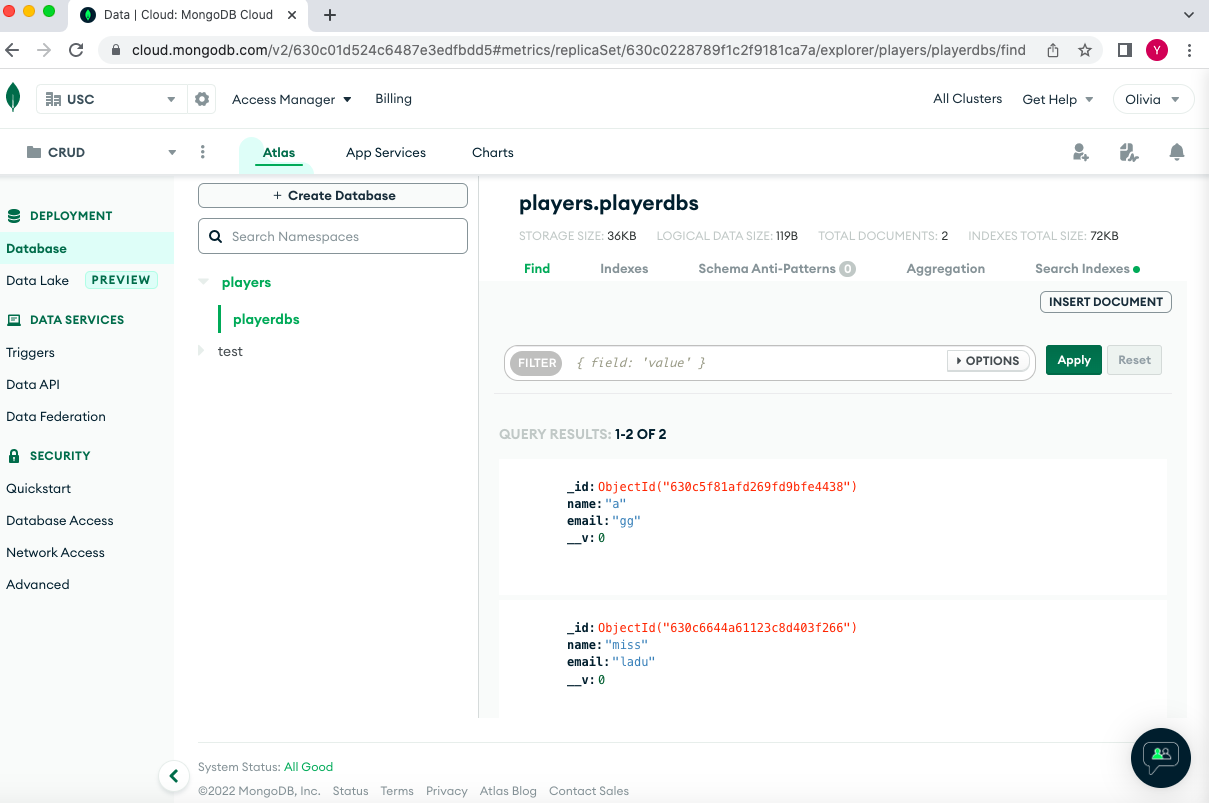 Data | Cloud: MongoDB Cloud
cloud.mongodb.com/v2/630c01d524c6487e3edfbdd5#metrics/replicaSet/630c0228789f1c2f9181ca7a/explorer/players/playerdbs/find
Y
USC
Access Manager
Billing
All Clusters
Get Help
Olivia
CRUD
Atlas
App Services
Charts
DEPLOYMENT
Database
Data Lake
PREVIEW
DATA SERVICES
Triggers
Data API
Data Federation
SECURITY
Quickstart
Database Access
Network Access
Advanced
+ Create Database
Search Namespaces
players
playerdbs
test
players.playerdbs
STORAGE SIZE: 36KB LOGICAL DATA SIZE: 119B TOTAL DOCUMENTS: 2 INDEXES TOTAL SIZE: 72KB
Find
Indexes
Schema Anti-Patterns 0
Aggregation
Search Indexes
INSERT DOCUMENT
FILTER
{ field: 'value' }
OPTIONS
Apply
Reset
QUERY RESULTS: 1-2 OF 2
_id: ObjectId("630c5f81afd269fd9bfe4438")
name: "a"
email: "gg"
__v: 0
_id: ObjectId("630c6644a61123c8d403f266")
name: "miss"
email: "ladu"
__v: 0
System Status: All Good
©2022 MongoDB, Inc. Status Terms Privacy Atlas Blog Contact Sales